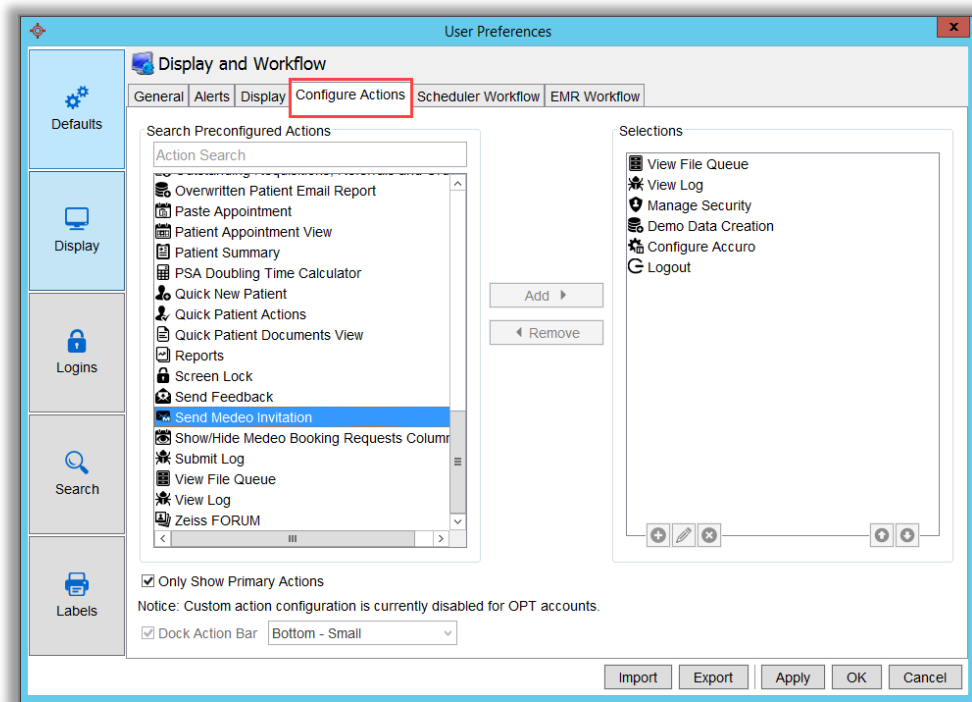 User Preferences
x
Display and Workflow
General Alerts Display Configure Actions Scheduler Workflow EMR Workflow
Defaults
Display
Logins
Search
Labels
Search Preconfigured Actions
Action Search
Overwritten Patient Email Report
Paste Appointment
Patient Appointment View
Patient Summary
PSA Doubling Time Calculator
Quick New Patient
Quick Patient Actions
Quick Patient Documents View
Reports
Screen Lock
Send Feedback
Send Medeo Invitation
Show/Hide Medeo Booking Requests Column
Submit Log
View File Queue
View Log
Zeiss FORUM
Add
Remove
Selections
View File Queue
View Log
Manage Security
Demo Data Creation
Configure Accuro
Logout
Only Show Primary Actions
Notice: Custom action configuration is currently disabled for OPT accounts.
Dock Action Bar Bottom - Small
Import Export Apply OK Cancel